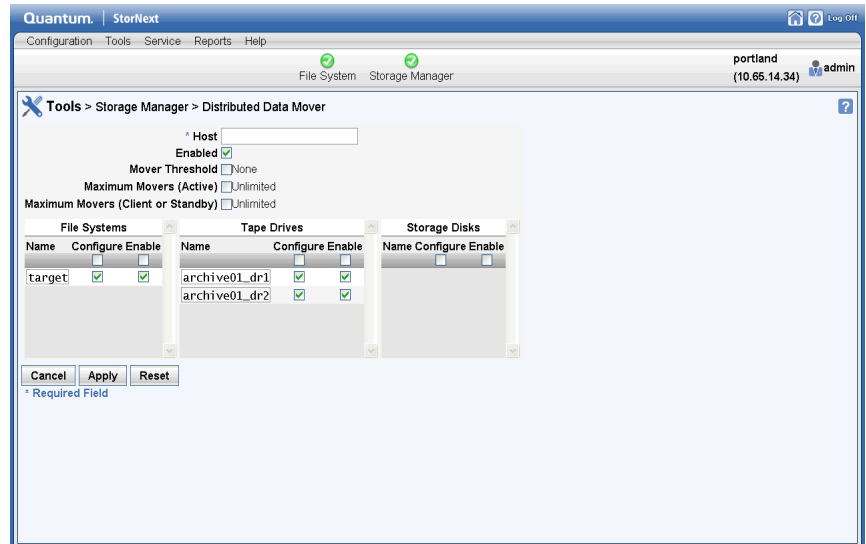 Quantum. StorNext Log Off
Configuration Tools Service Reports Help
File System Storage Manager
portland
(10.65.14.34)
admin
Tools > Storage Manager > Distributed Data Mover
* Host
Enabled
Mover Threshold None
Maximum Movers (Active) Unlimited
Maximum Movers (Client or Standby) Unlimited
File Systems
Name Configure Enable
target
Tape Drives
Name Configure Enable
archive01_dr1
archive01_dr2
Storage Disks
Name Configure Enable
Cancel Apply Reset
* Required Field